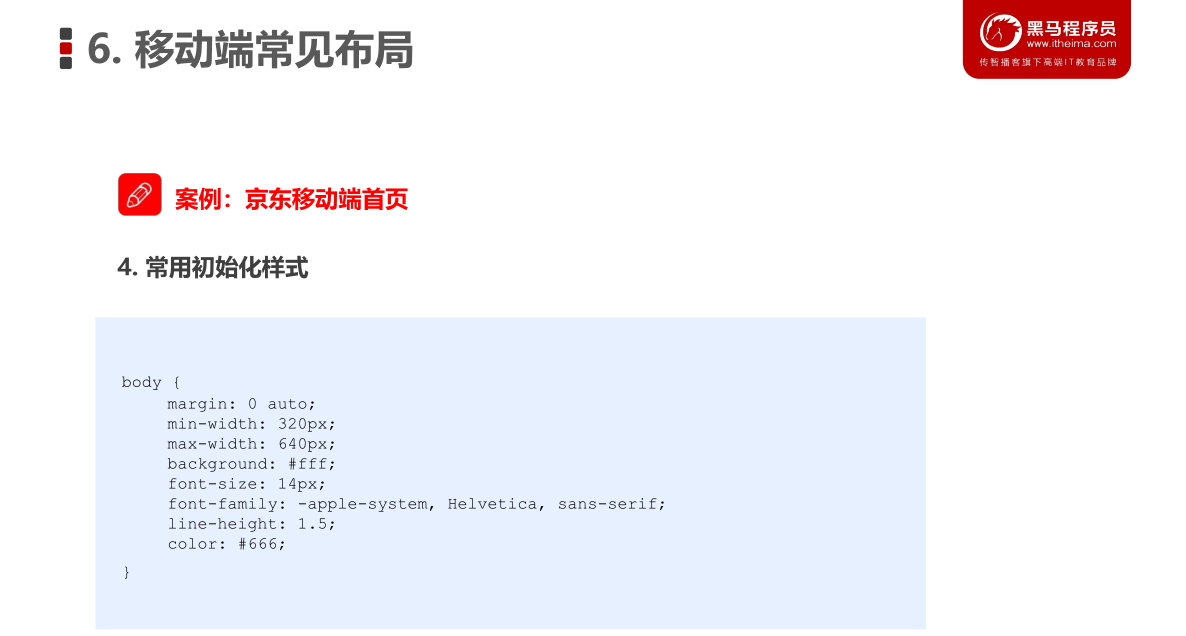 6. 移动端常见布局
黑马程序员
www.itheima.com
传智播客旗下高端IT教育品牌
案例：京东移动端首页
4. 常用初始化样式
body {
margin: 0 auto;
min-width: 320px;
max-width: 640px;
background: #fff;
font-size: 14px;
font-family: -apple-system, Helvetica, sans-serif;
line-height: 1.5;
color: #666;
}